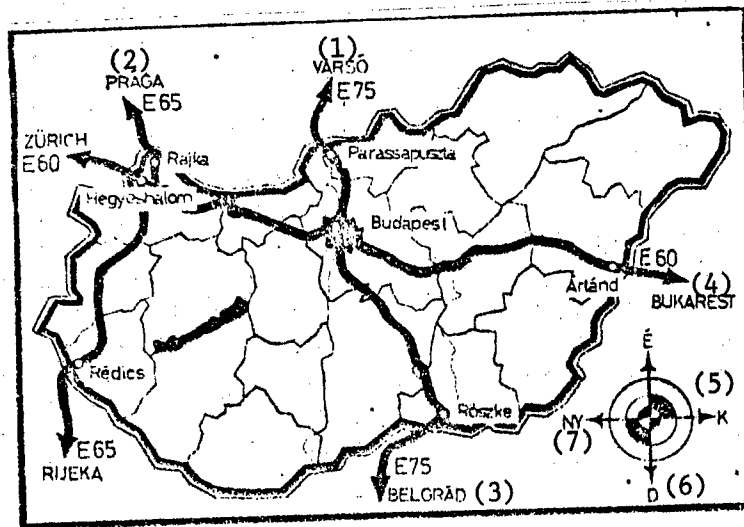 (2)
PRÁGA
E65
(1)
VARSÓ
E75
ZÜRICH
E60
Rajka
Parassapuszta
Hegyeshalom
Budapest
E60
(4)
BUKAREST
Ártánd
É
(5)
K
NY
(7)
D (6)
Rédics
Röszke
E65
RIJEKA
E75
BELGRÁD (3)